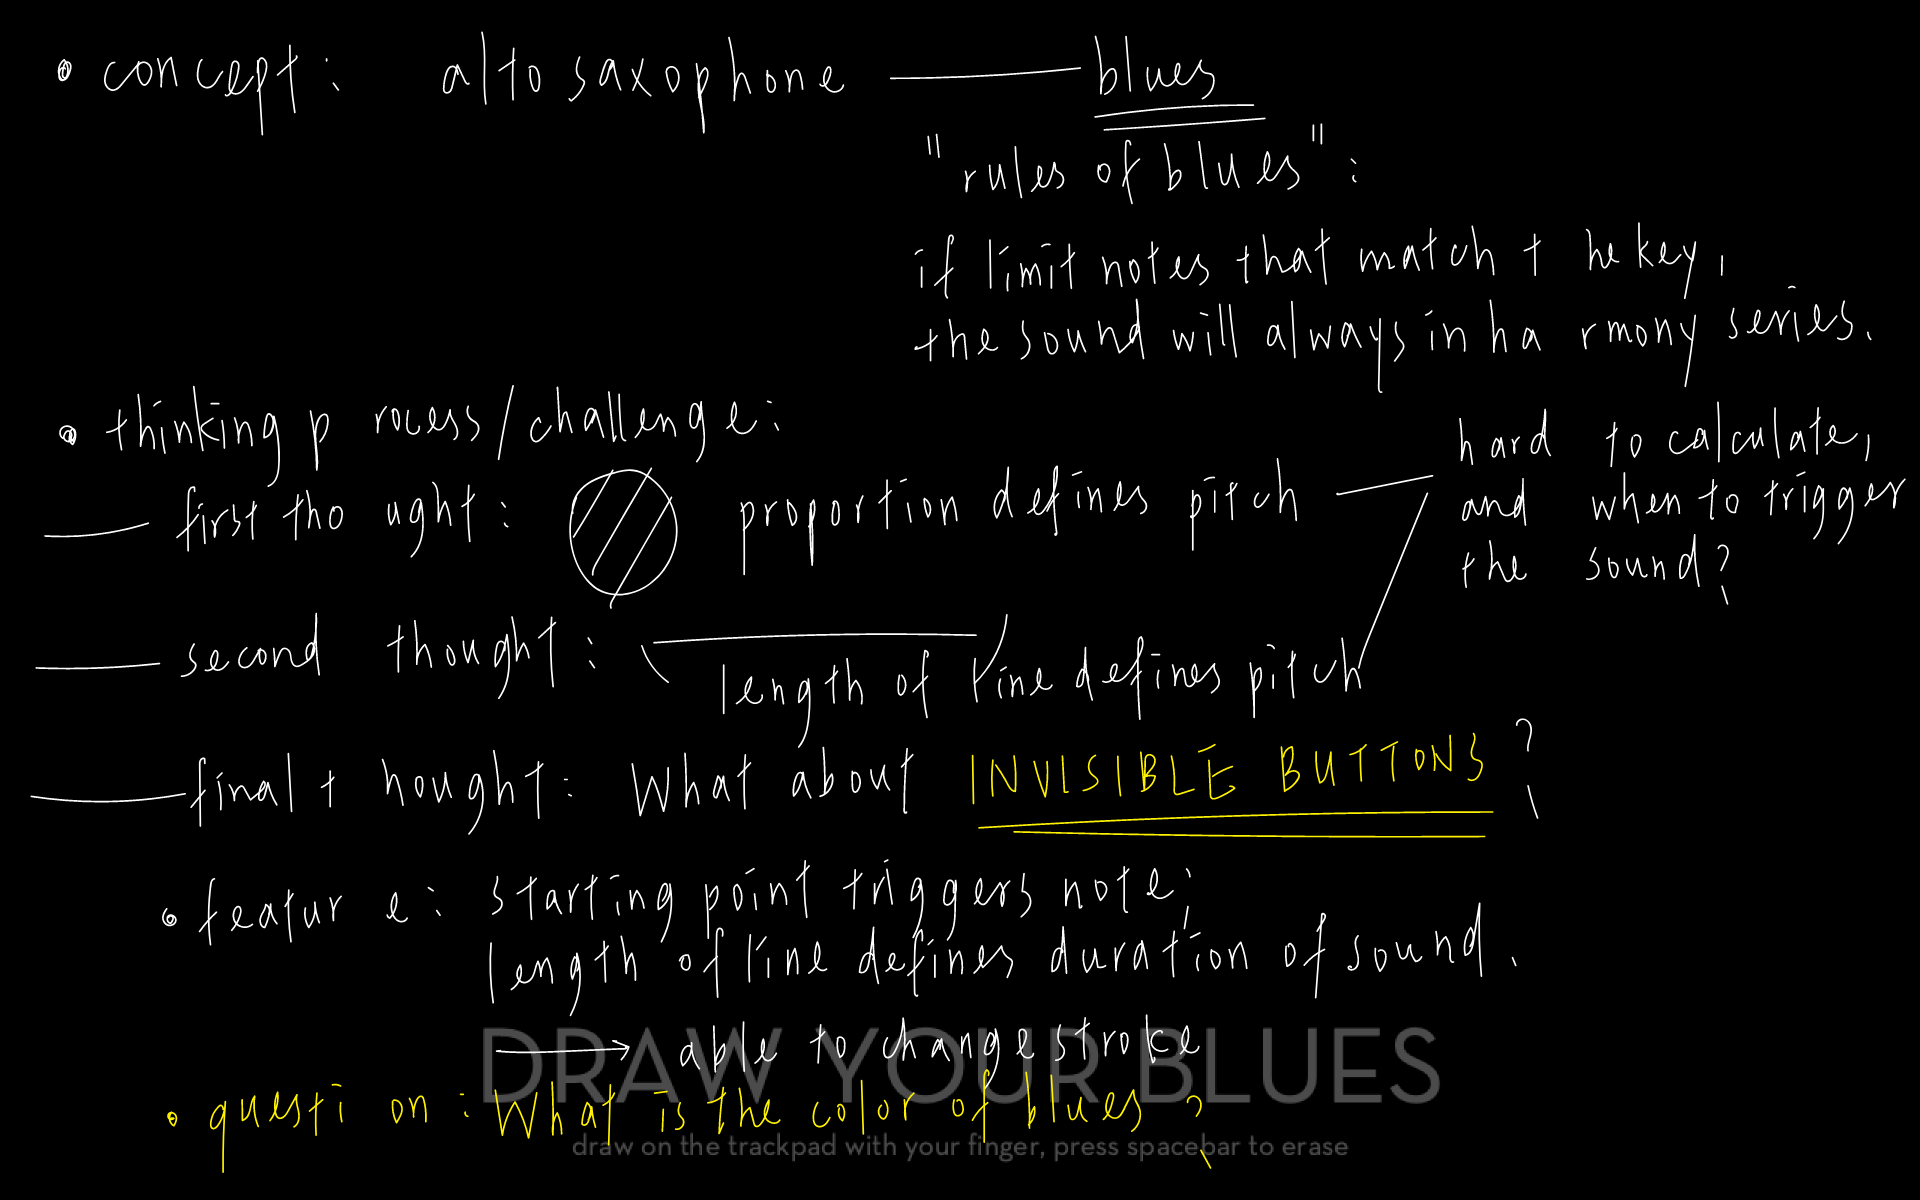 • concept: alto saxophone — blues
"rules of blues":
if limit notes that match the key,
the sound will always in harmony series.
• thinking process/challenge:
— first thought: proportion defines pitch — hard to calculate,
and when to trigger
the sound?
— second thought: length of line defines pitch
— final thought: What about INVISIBLE BUTTONS?
• feature: starting point triggers note;
length of line defines duration of sound.
→ able to change stroke
DRAW YOUR BLUES
• question: What is the color of blues?
draw on the trackpad with your finger, press spacebar to erase